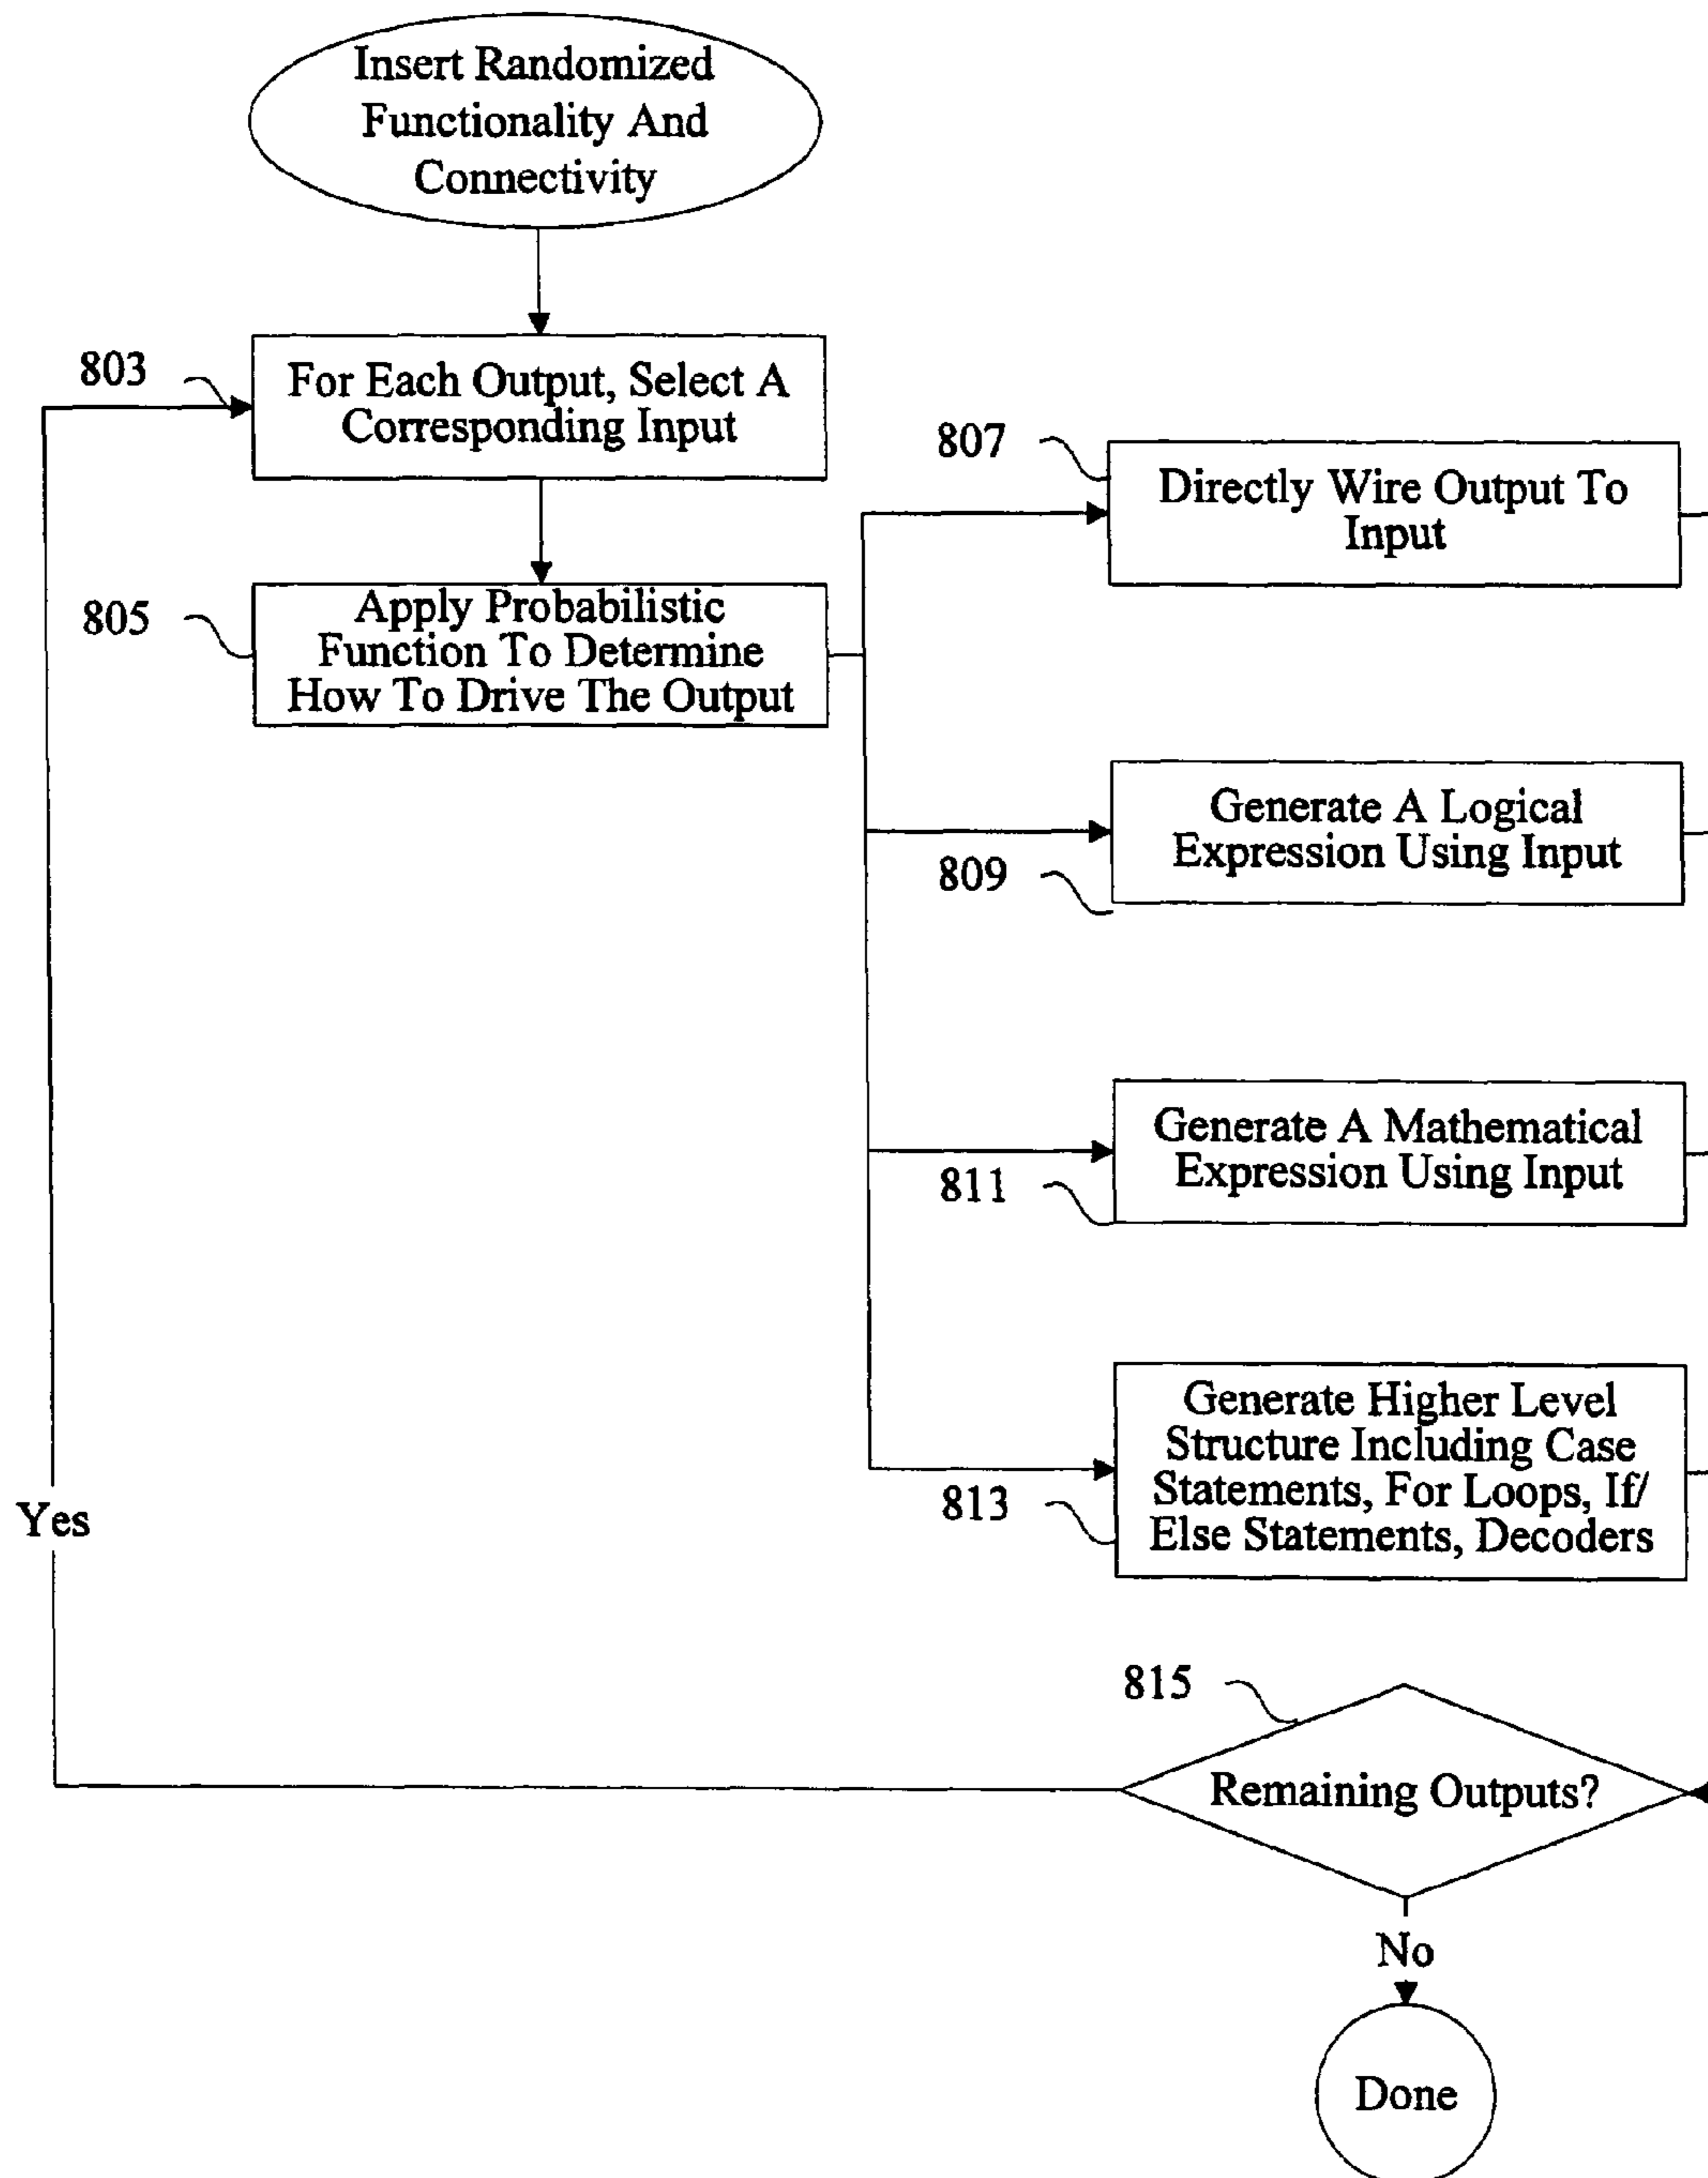 Insert Randomized
Functionality And
Connectivity
803
For Each Output, Select A
Corresponding Input
805
Apply Probabilistic
Function To Determine
How To Drive The Output
807
Directly Wire Output To
Input
809
Generate A Logical
Expression Using Input
811
Generate A Mathematical
Expression Using Input
813
Generate Higher Level
Structure Including Case
Statements, For Loops, If/
Else Statements, Decoders
Yes
815
Remaining Outputs?
No
Done